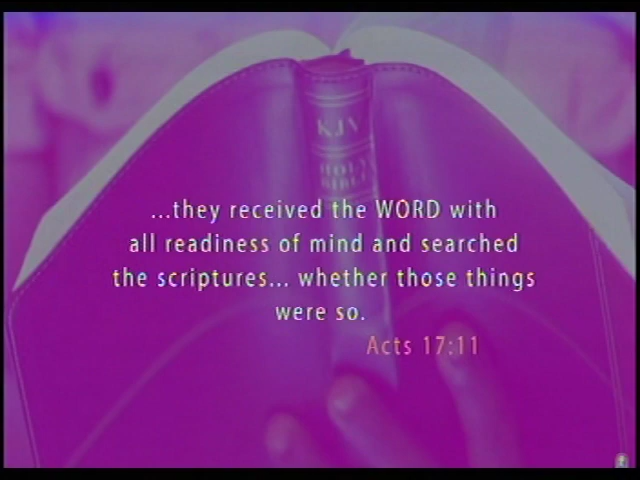 KJV
HOLY
BIBLE
...they received the WORD with
all readiness of mind and searched
the scriptures... whether those things
were so.
Acts 17:11